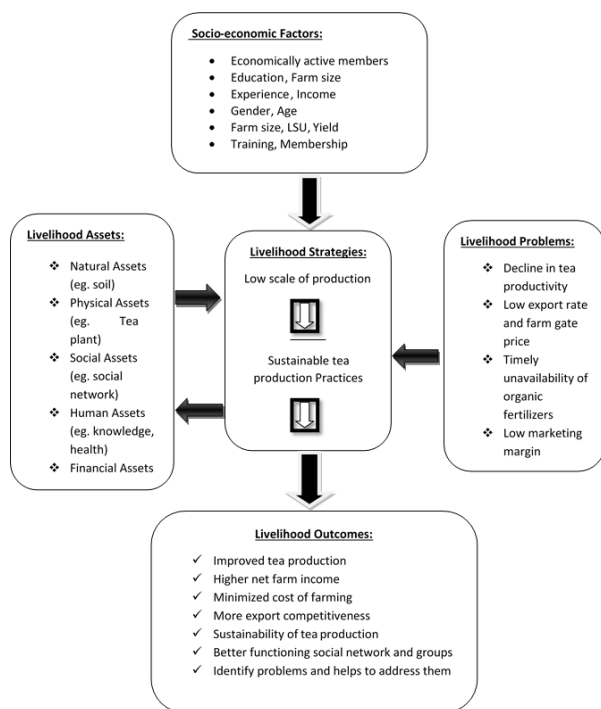 Socio-economic Factors:
• Economically active members
• Education, Farm size
• Experience, Income
• Gender, Age
• Farm size, LSU, Yield
• Training, Membership
Livelihood Assets:
❖ Natural Assets
(eg. soil)
❖ Physical Assets
(eg. Tea
plant)
❖ Social Assets
(eg. social
network)
❖ Human Assets
(eg. knowledge,
health)
❖ Financial Assets
Livelihood Strategies:
Low scale of production
Sustainable tea
production Practices
Livelihood Problems:
❖ Decline in tea
productivity
❖ Low export rate
and farm gate
price
❖ Timely
unavailability of
organic
fertilizers
❖ Low marketing
margin
Livelihood Outcomes:
✓ Improved tea production
✓ Higher net farm income
✓ Minimized cost of farming
✓ More export competitiveness
✓ Sustainability of tea production
✓ Better functioning social network and groups
✓ Identify problems and helps to address them